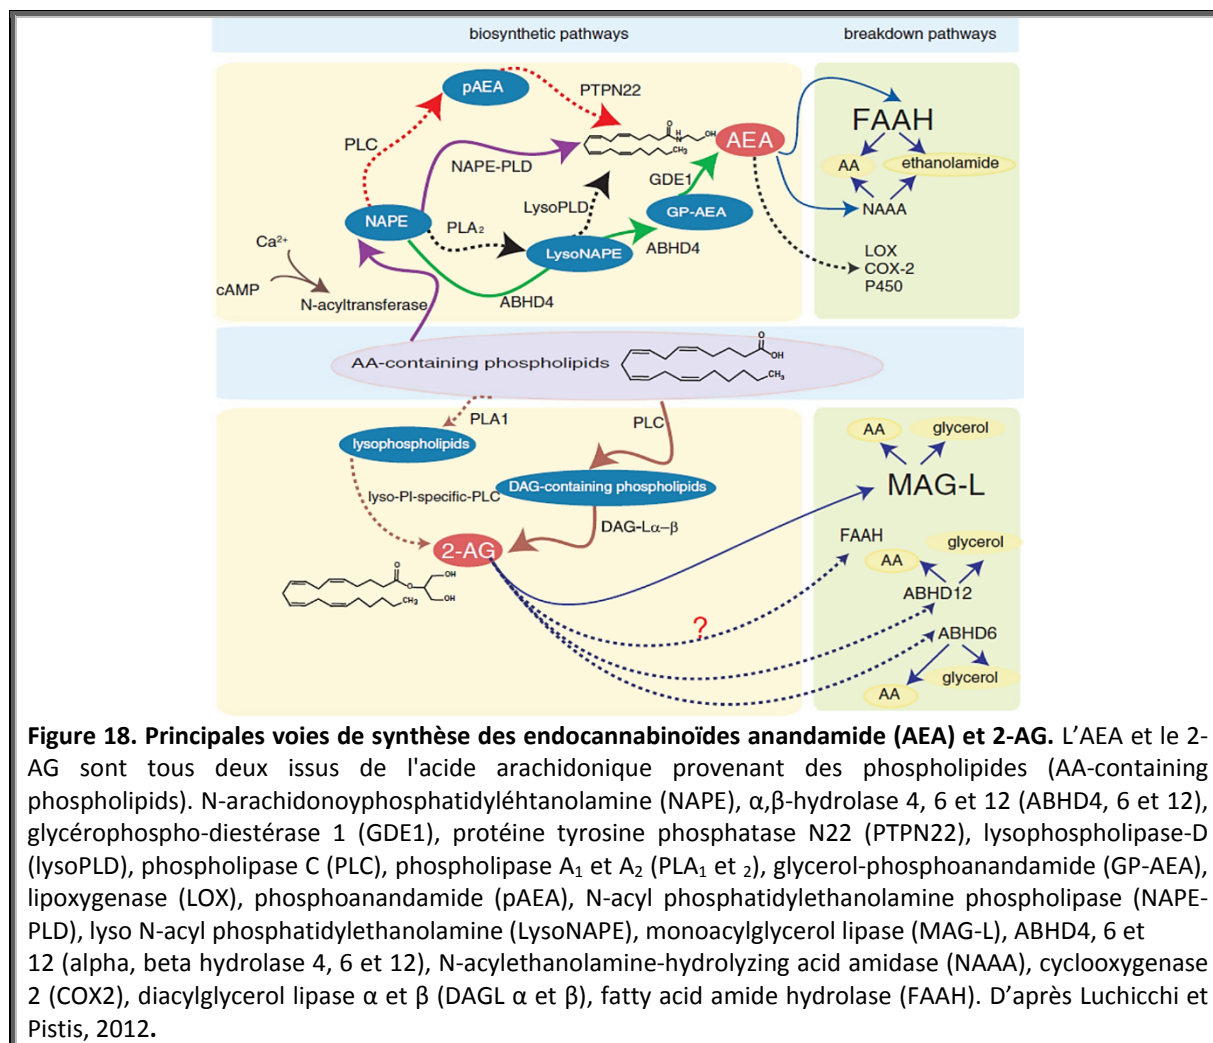 biosynthetic pathways
breakdown pathways
pAEA
PTPN22
PLC
NAPE-PLD
O
N
H
OH
CH₃
AEA
FAAH
AA
ethanolamide
NAAA
GDE1
LysoPLD
GP-AEA
NAPE
PLA₂
LysoNAPE
ABHD4
Ca²⁺
cAMP
N-acyltransferase
ABHD4
LOX
COX-2
P450
AA-containing phospholipids
O
OH
CH₃
PLA1
PLC
lysophospholipids
lyso-PI-specific-PLC
DAG-containing phospholipids
DAG-Lα–β
2-AG
O
O
OH
OH
CH₃
AA
glycerol
MAG-L
FAAH
glycerol
AA
ABHD12
?
ABHD6
glycerol
AA
Figure 18. Principales voies de synthèse des endocannabinoïdes anandamide (AEA) et 2-AG. L’AEA et le 2-
AG sont tous deux issus de l'acide arachidonique provenant des phospholipides (AA-containing
phospholipids). N-arachidonoyphosphatidyléhtanolamine (NAPE), α,β-hydrolase 4, 6 et 12 (ABHD4, 6 et 12),
glycérophospho-diestérase 1 (GDE1), protéine tyrosine phosphatase N22 (PTPN22), lysophospholipase-D
(lysoPLD), phospholipase C (PLC), phospholipase A₁ et A₂ (PLA₁ et ₂), glycerol-phosphoanandamide (GP-AEA),
lipoxygenase (LOX), phosphoanandamide (pAEA), N-acyl phosphatidylethanolamine phospholipase (NAPE-
PLD), lyso N-acyl phosphatidylethanolamine (LysoNAPE), monoacylglycerol lipase (MAG-L), ABHD4, 6 et
12 (alpha, beta hydrolase 4, 6 et 12), N-acylethanolamine-hydrolyzing acid amidase (NAAA), cyclooxygenase
2 (COX2), diacylglycerol lipase α et β (DAGL α et β), fatty acid amide hydrolase (FAAH). D’après Luchicchi et
Pistis, 2012.